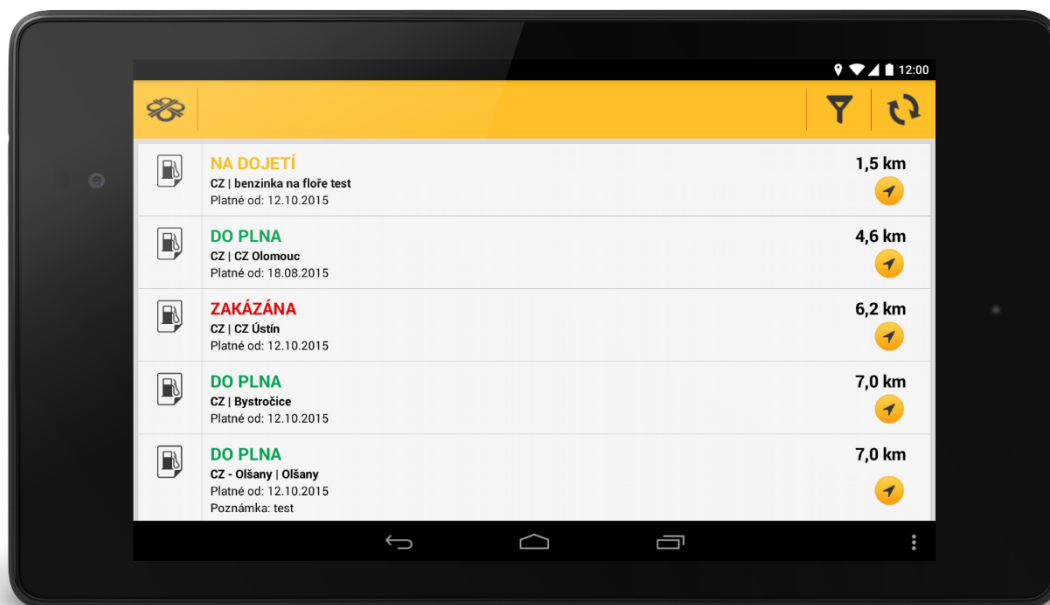 12:00
NA DOJETÍ
1,5 km
CZ | benzinka na floře test
Platné od: 12.10.2015
DO PLNA
4,6 km
CZ | CZ Olomouc
Platné od: 18.08.2015
ZAKÁZÁNA
6,2 km
CZ | CZ Ústín
Platné od: 12.10.2015
DO PLNA
7,0 km
CZ | Bystročice
Platné od: 12.10.2015
DO PLNA
7,0 km
CZ - Olšany | Olšany
Platné od: 12.10.2015
Poznámka: test